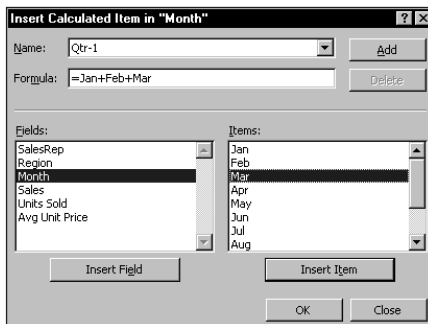 Insert Calculated Item in "Month"
Name: Qtr-1 Add
Formula: =Jan+Feb+Mar Delete
Fields: Items:
SalesRep Jan
Region Feb
Month Mar
Sales Apr
Units Sold May
Avg Unit Price Jun
Jul
Aug
Insert Field Insert Item
OK Close